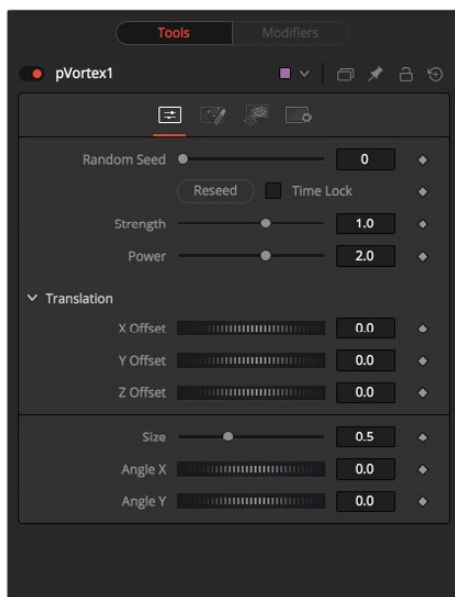 Tools Modifiers
pVortex1
Random Seed 0
Reseed Time Lock
Strength 1.0
Power 2.0
Translation
X Offset 0.0
Y Offset 0.0
Z Offset 0.0
Size 0.5
Angle X 0.0
Angle Y 0.0